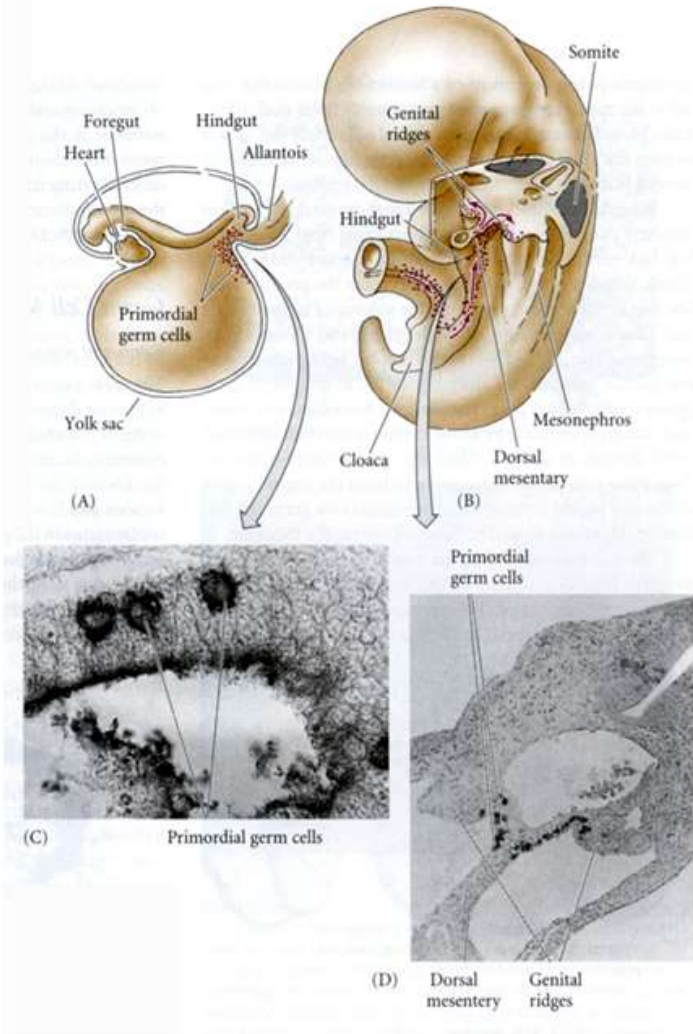 Somite
Genital
ridges
Foregut
Hindgut
Heart
Allantois
Hindgut
Primordial
germ cells
Yolk sac
Mesonephros
Cloaca
Dorsal
mesentary
(A)
(B)
Primordial
germ cells
(C)
Primordial germ cells
(D)
Dorsal
mesentery
Genital
ridges